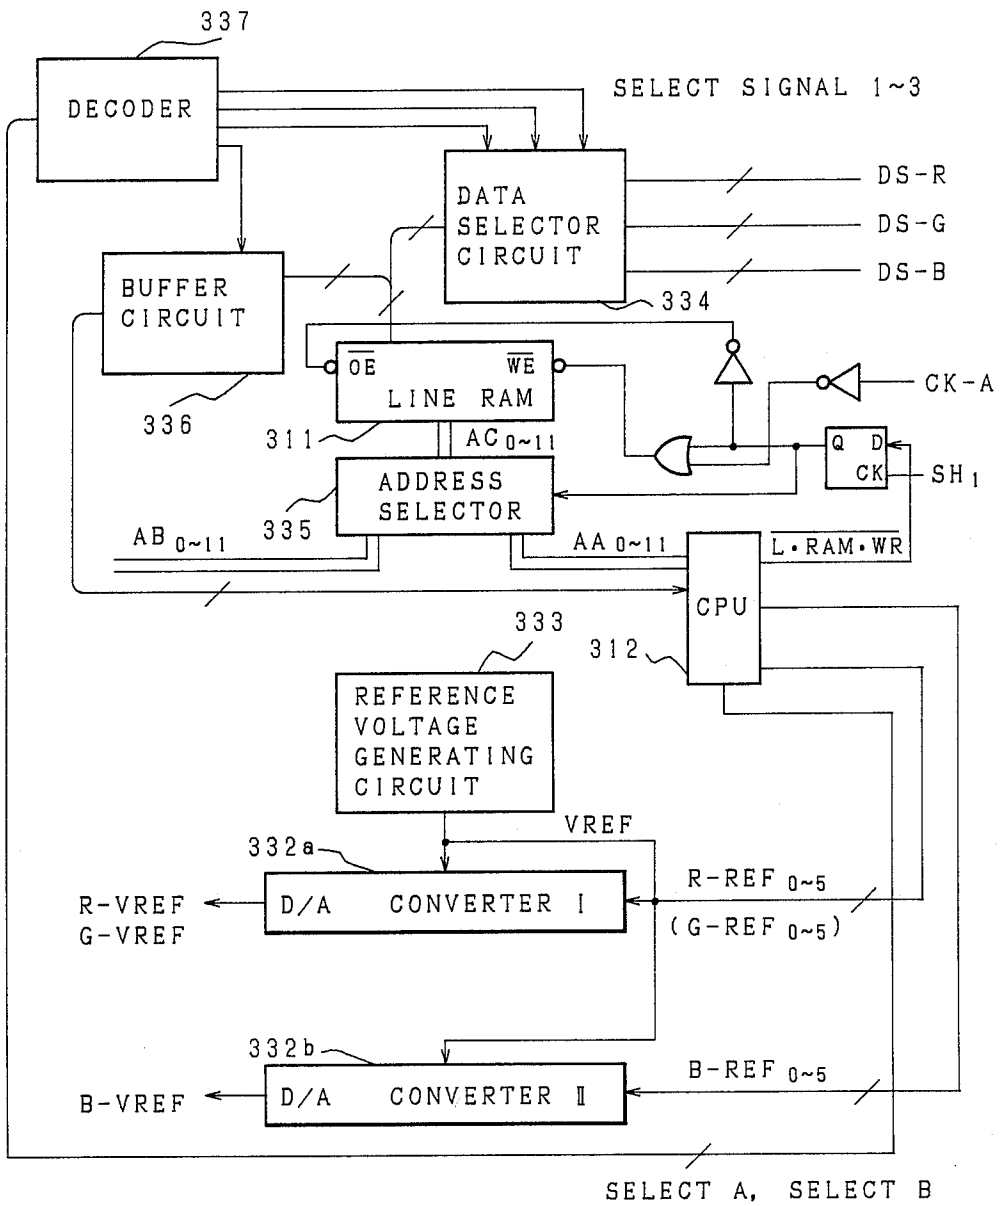 337
DECODER
SELECT SIGNAL 1~3
DATA
SELECTOR
CIRCUIT
DS-R
DS-G
DS-B
334
BUFFER
CIRCUIT
336
OE
WE
LINE RAM
311
CK-A
Q D
CK
SH1
AC0~11
ADDRESS
SELECTOR
335
AB0~11
AA0~11
L·RAM·WR
CPU
312
333
REFERENCE
VOLTAGE
GENERATING
CIRCUIT
VREF
332a
D/A CONVERTER I
R-VREF
G-VREF
R-REF0~5
(G-REF0~5)
332b
D/A CONVERTER II
B-VREF
B-REF0~5
SELECT A, SELECT B